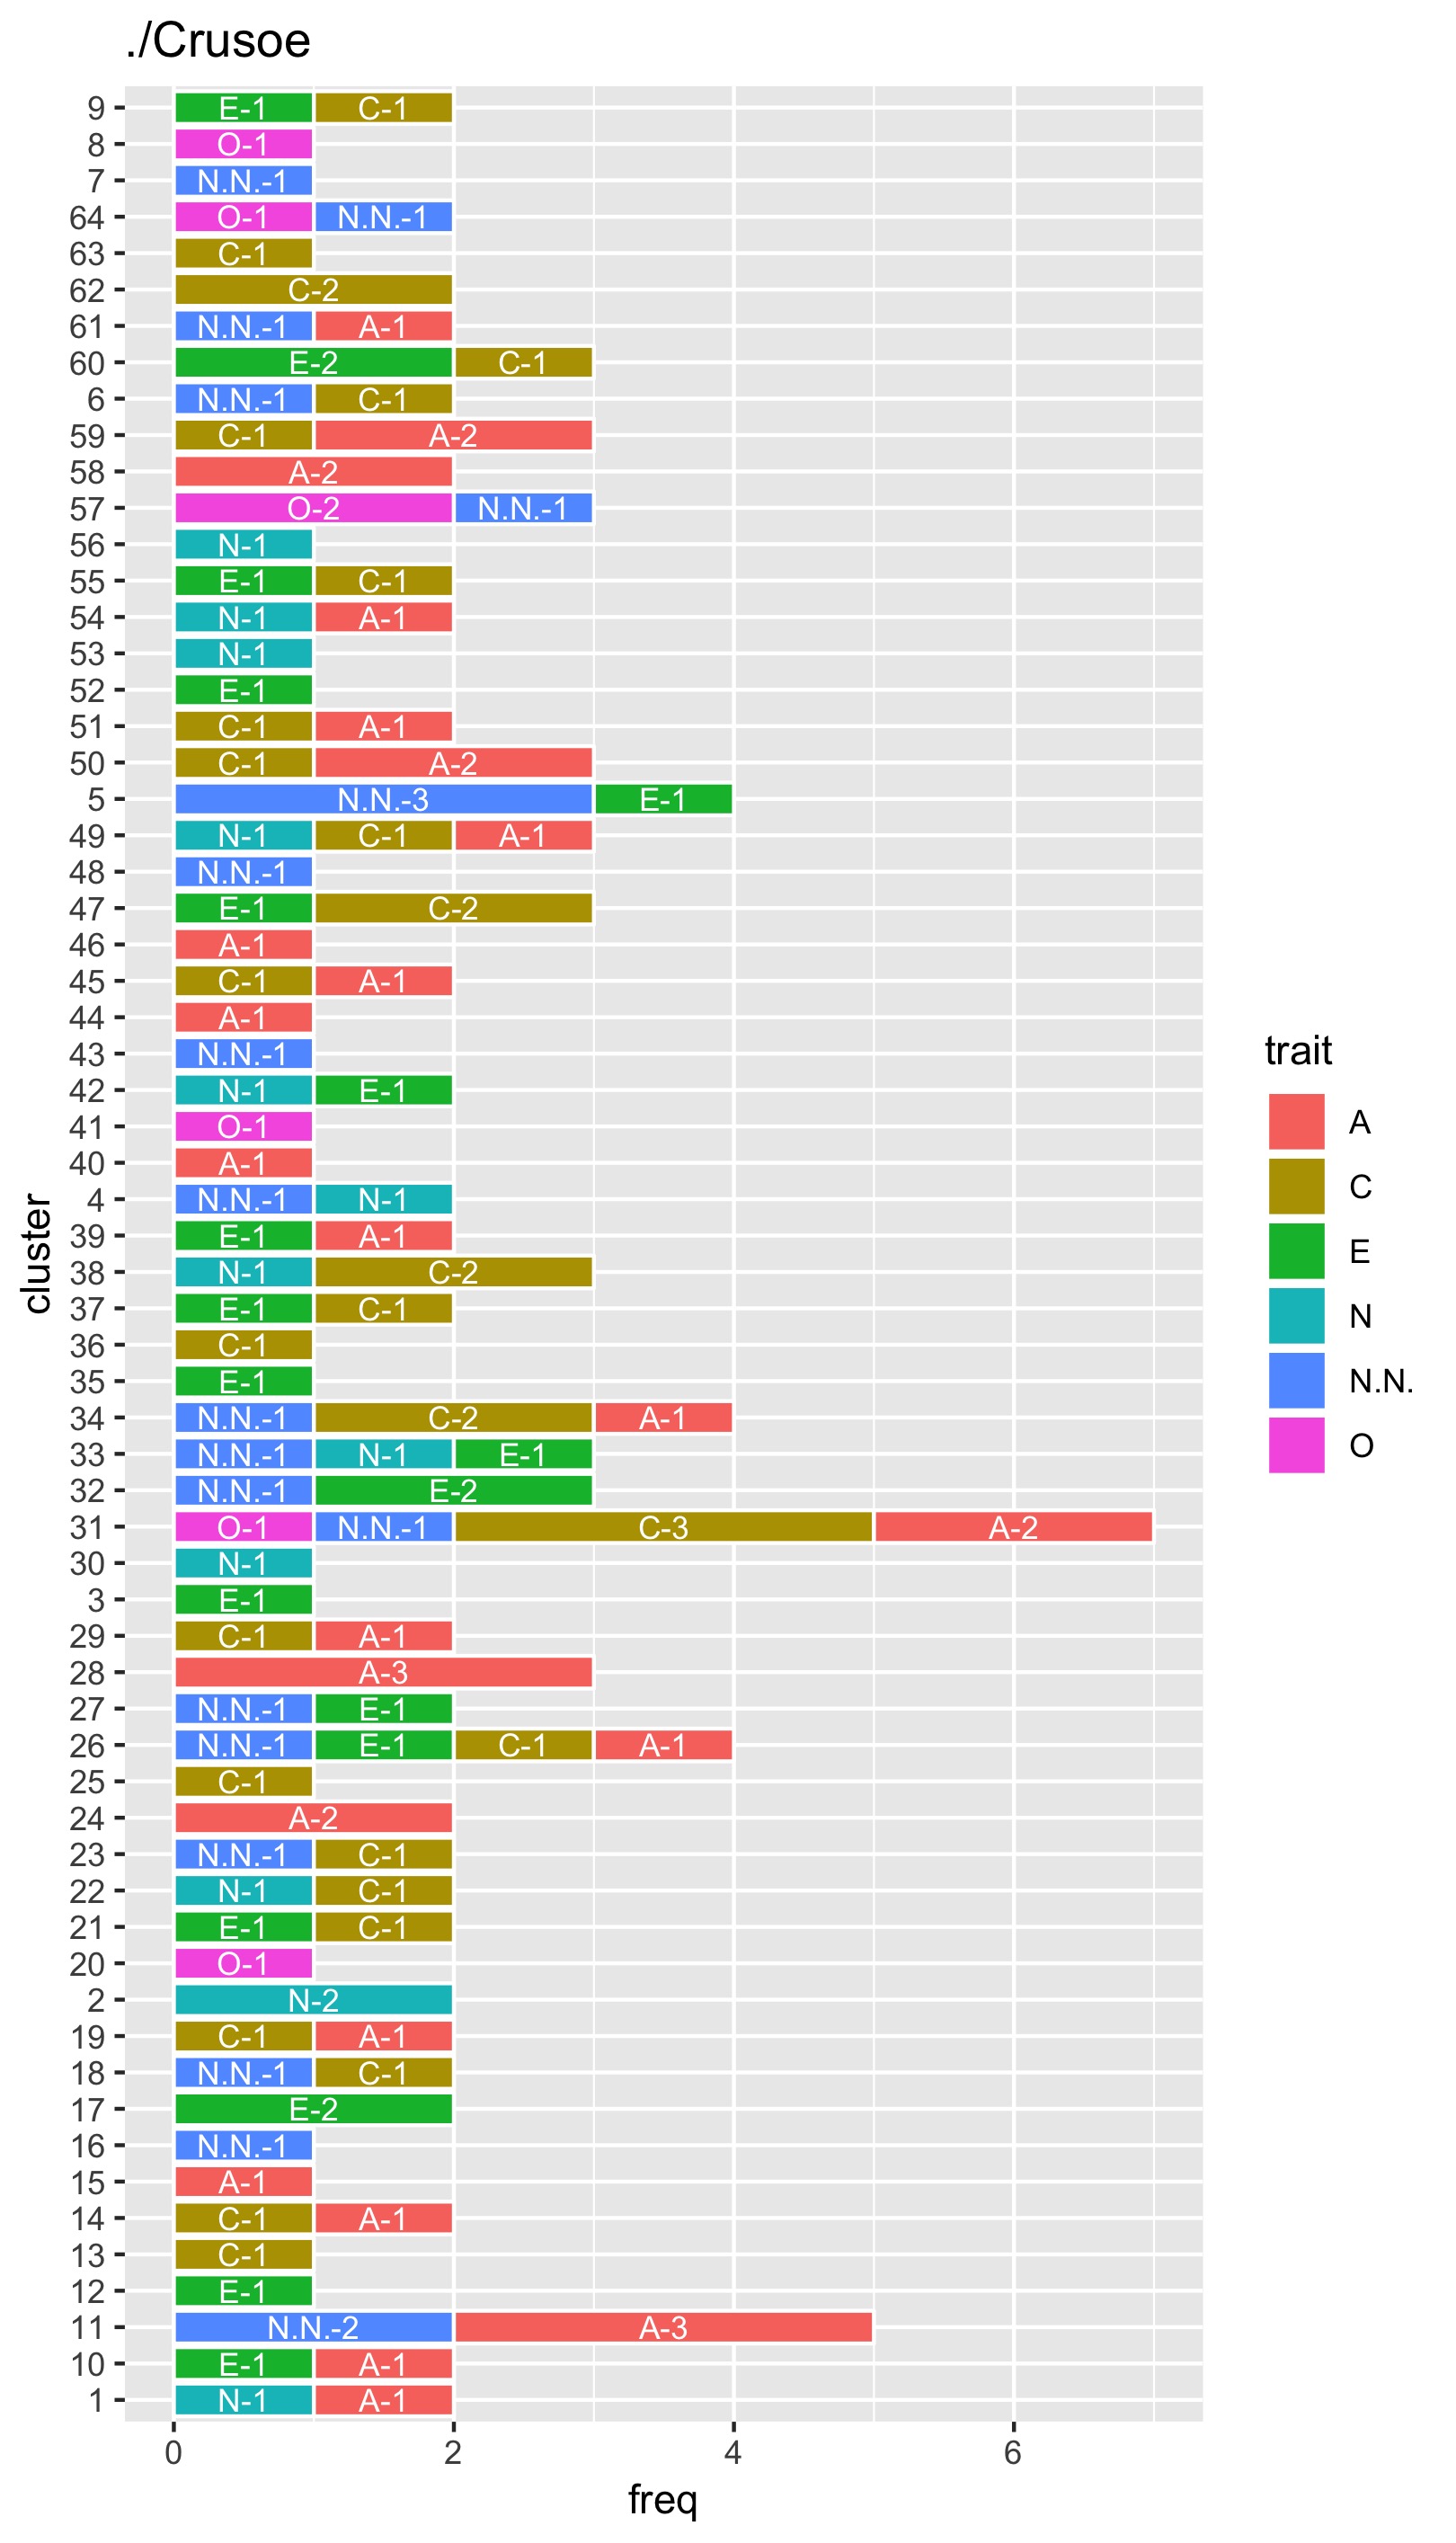 ./Crusoe
9 E-1 C-1
8 O-1
7 N.N.-1
64 O-1 N.N.-1
63 C-1
62 C-2
61 N.N.-1 A-1
60 E-2 C-1
6 N.N.-1 C-1
59 C-1 A-2
58 A-2
57 O-2 N.N.-1
56 N-1
55 E-1 C-1
54 N-1 A-1
53 N-1
52 E-1
51 C-1 A-1
50 C-1 A-2
5 N.N.-3 E-1
49 N-1 C-1 A-1
48 N.N.-1
47 E-1 C-2
46 A-1
45 C-1 A-1
44 A-1
43 N.N.-1
42 N-1 E-1
41 O-1
40 A-1
4 N.N.-1 N-1
39 E-1 A-1
38 N-1 C-2
37 E-1 C-1
36 C-1
35 E-1
34 N.N.-1 C-2 A-1
33 N.N.-1 N-1 E-1
32 N.N.-1 E-2
31 O-1 N.N.-1 C-3 A-2
30 N-1
3 E-1
29 C-1 A-1
28 A-3
27 N.N.-1 E-1
26 N.N.-1 E-1 C-1 A-1
25 C-1
24 A-2
23 N.N.-1 C-1
22 N-1 C-1
21 E-1 C-1
20 O-1
2 N-2
19 C-1 A-1
18 N.N.-1 C-1
17 E-2
16 N.N.-1
15 A-1
14 C-1 A-1
13 C-1
12 E-1
11 N.N.-2 A-3
10 E-1 A-1
1 N-1 A-1
0 2 4 6
freq
cluster
trait
A
C
E
N
N.N.
O